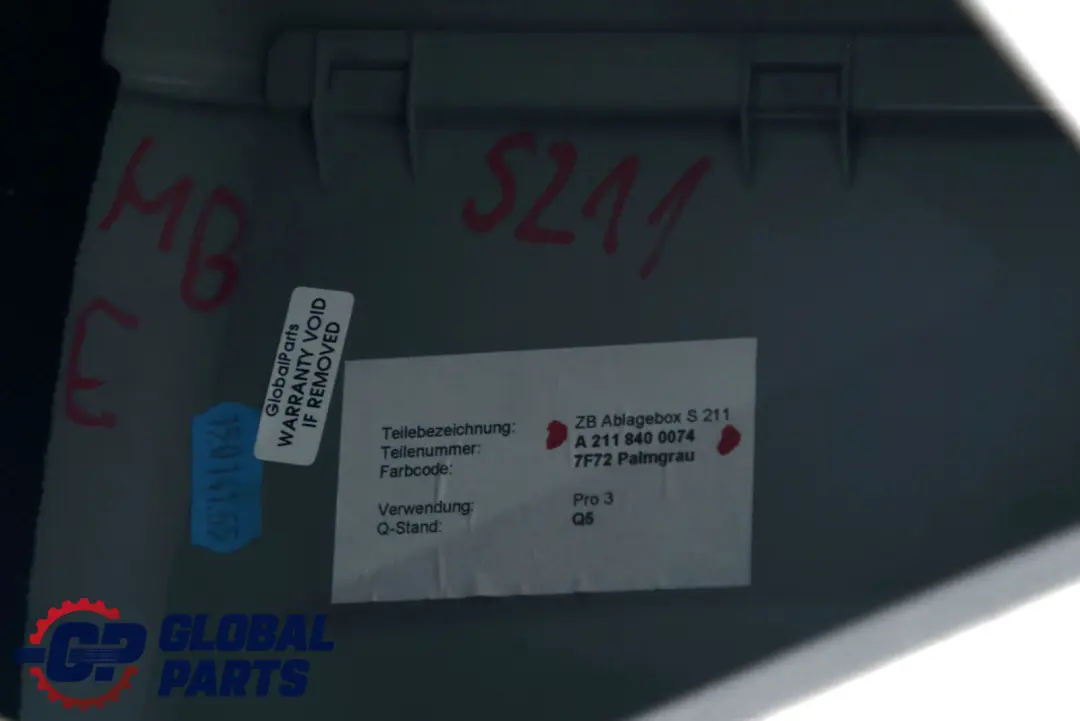 MB
E
S211
GlobalParts
WARRANTY VOID
IF REMOVED
Teilebezeichnung: ZB Ablagebox S 211
Teilenummer: A 211 840 0074
Farbcode: 7F72 Palmgrau
Verwendung: Pro 3
Q-Stand: Q5
GP GLOBAL
PARTS